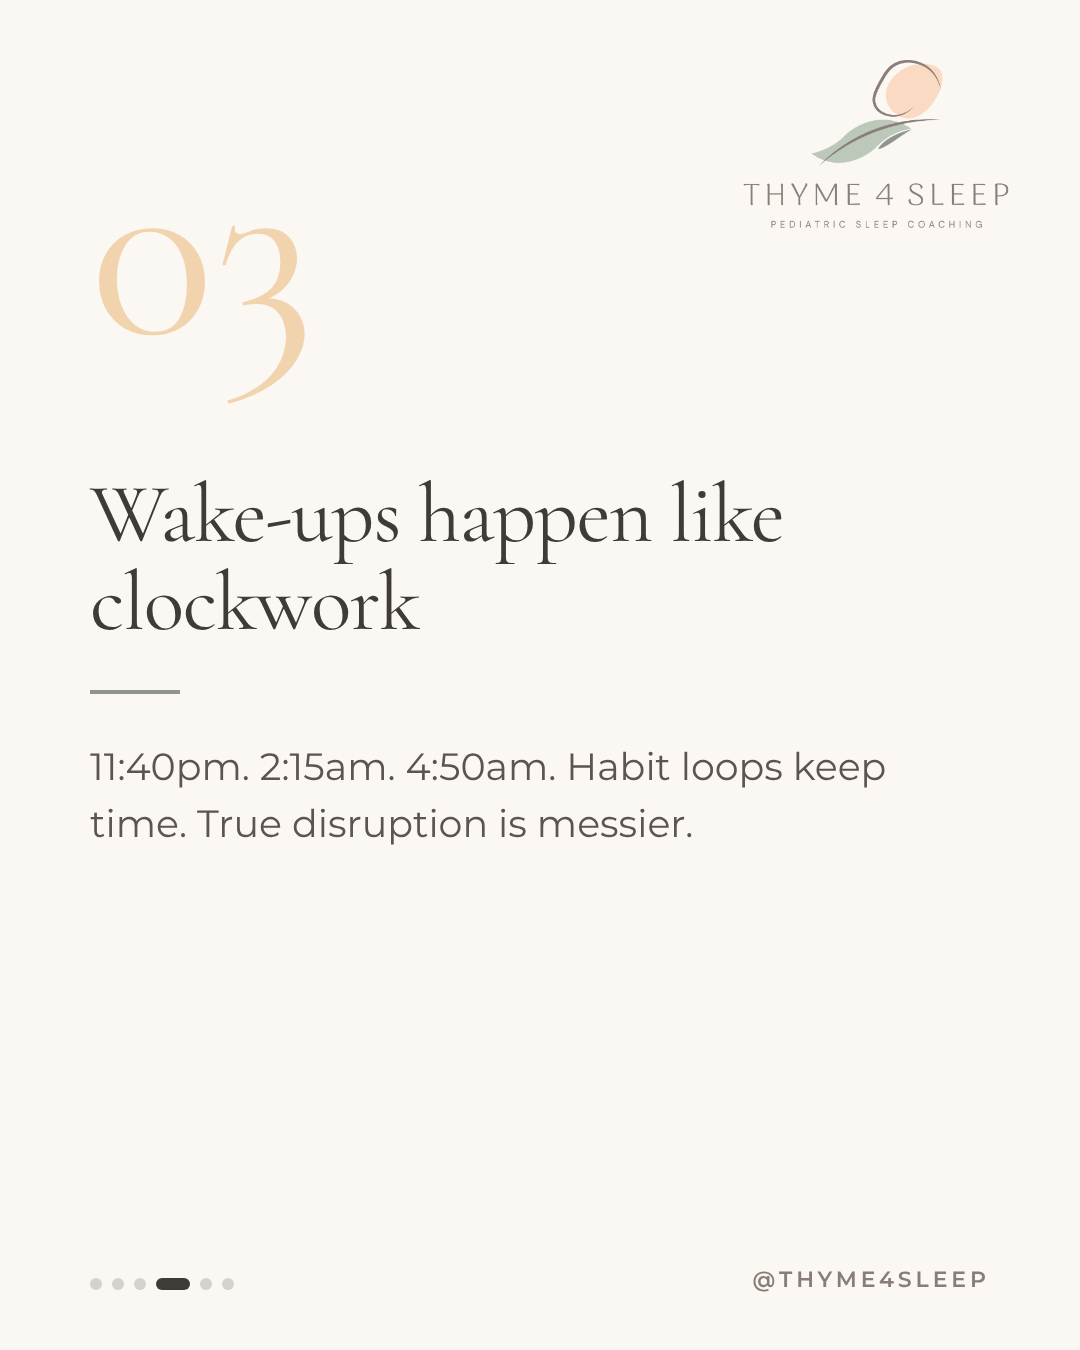 THYME 4 SLEEP
PEDIATRIC SLEEP COACHING
03
Wake-ups happen like
clockwork
11:40pm. 2:15am. 4:50am. Habit loops keep
time. True disruption is messier.
@THYME4SLEEP